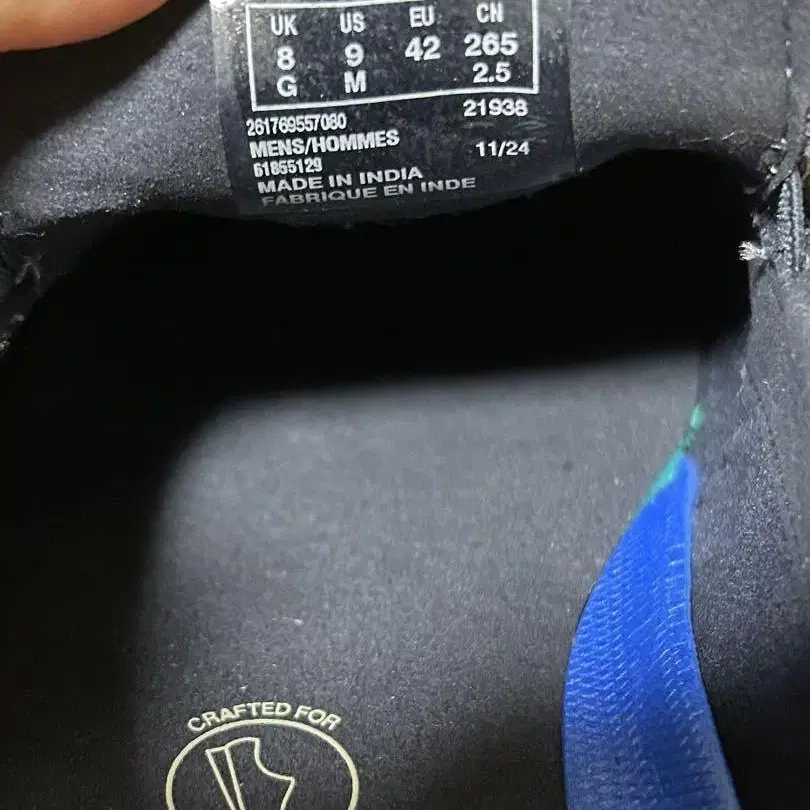 UK US EU CN
8 9 42 265
G M 2.5
261769557080 21938
MENS/HOMMES 11/24
61855129
MADE IN INDIA
FABRIQUE EN INDE
CRAFTED FOR